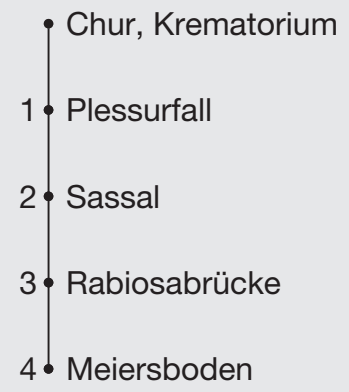 Chur, Krematorium
1 Plessurfall
2 Sassal
3 Rabiosabrücke
4 Meiersboden